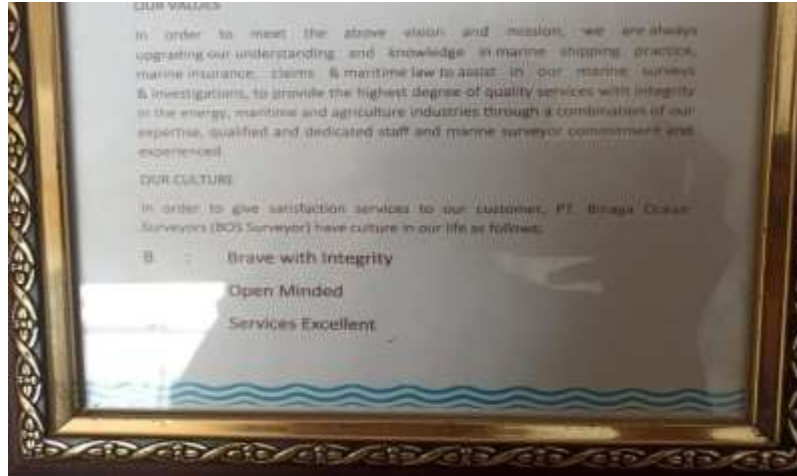 OUR VALUES
In order to meet the above vision and mission, we are always
upgrading our understanding and knowledge in marine shipping practice,
marine insurance, claims & maritime law to assist in our marine surveys
& investigations, to provide the highest degree of quality services with integrity
in the energy, maritime and agriculture industries through a combination of our
expertise, qualified and dedicated staff and marine surveyor commitment and
experienced
OUR CULTURE
In order to give satisfaction services to our customer, PT. Binaga Ocean
Surveyors (BOS Surveyor) have culture in our life as follows;
B : Brave with Integrity
Open Minded
Services Excellent